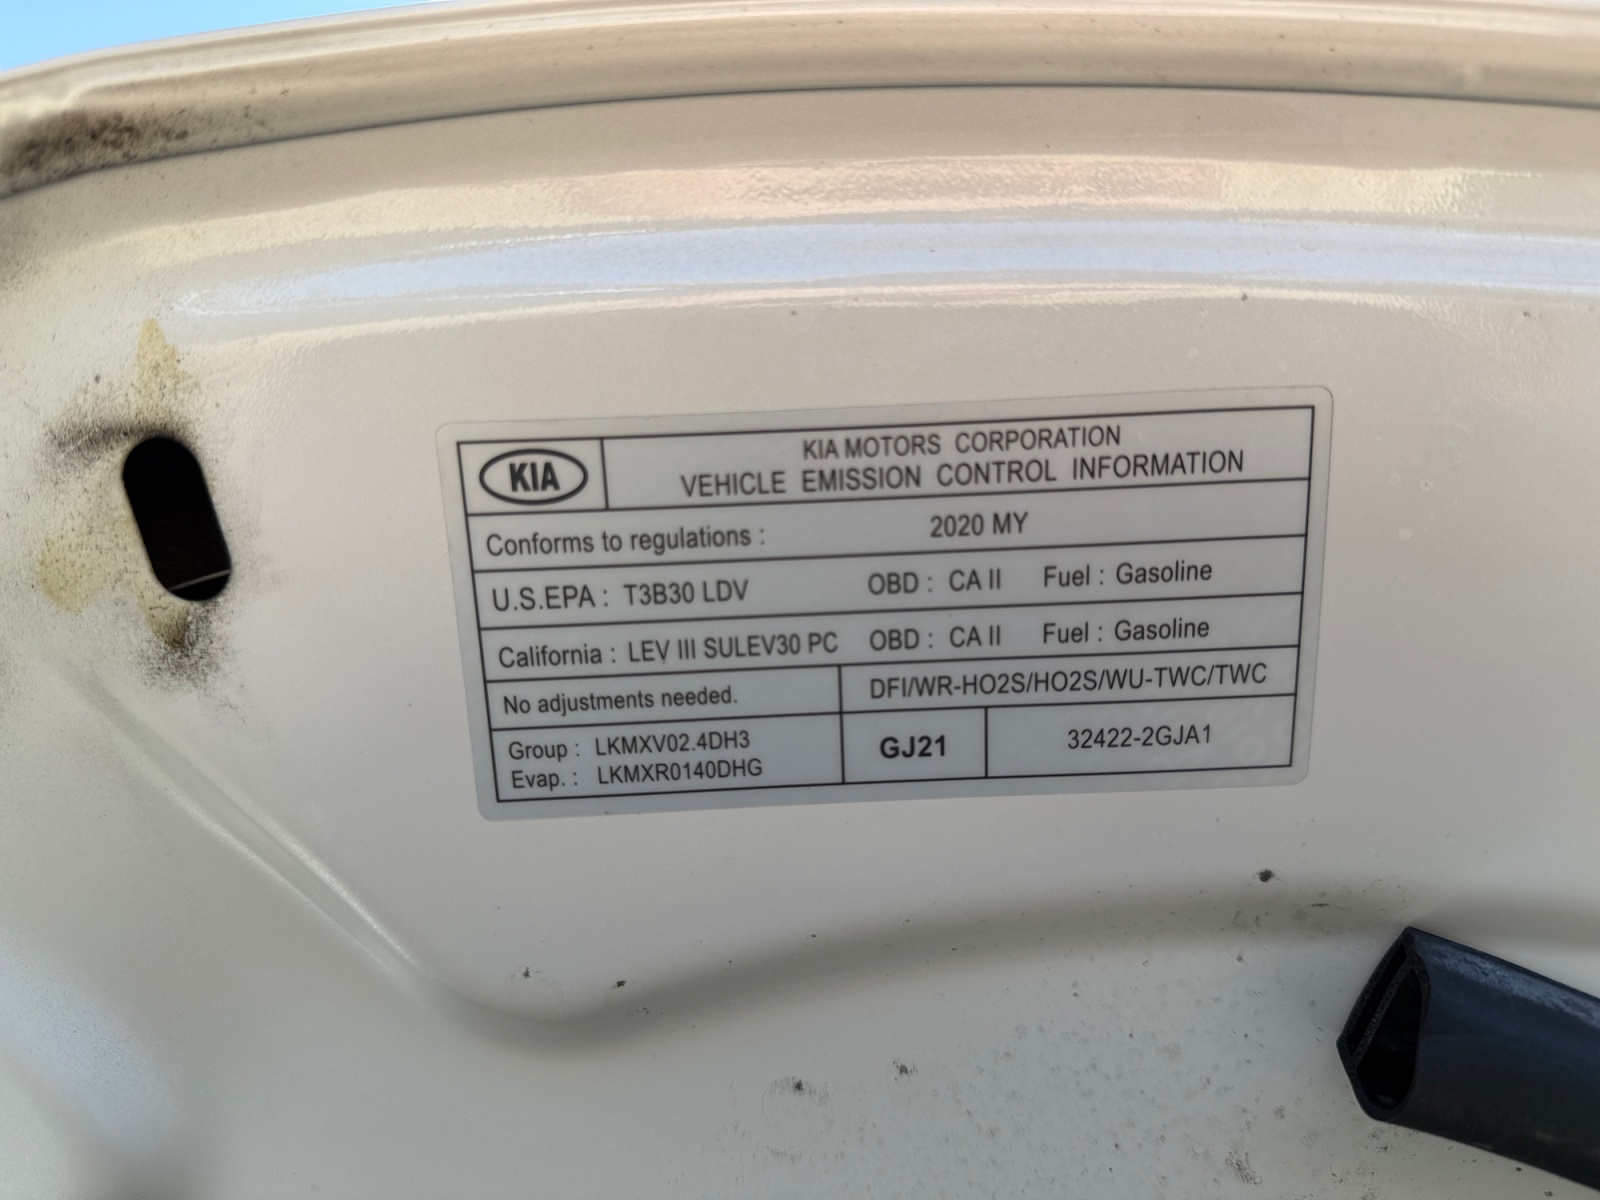 KIA
KIA MOTORS CORPORATION
VEHICLE EMISSION CONTROL INFORMATION
Conforms to regulations : 2020 MY
U.S.EPA : T3B30 LDV OBD : CA II Fuel : Gasoline
California : LEV III SULEV30 PC OBD : CA II Fuel : Gasoline
No adjustments needed. DFI/WR-HO2S/HO2S/WU-TWC/TWC
Group : LKMXV02.4DH3
Evap. : LKMXR0140DHG
GJ21
32422-2GJA1